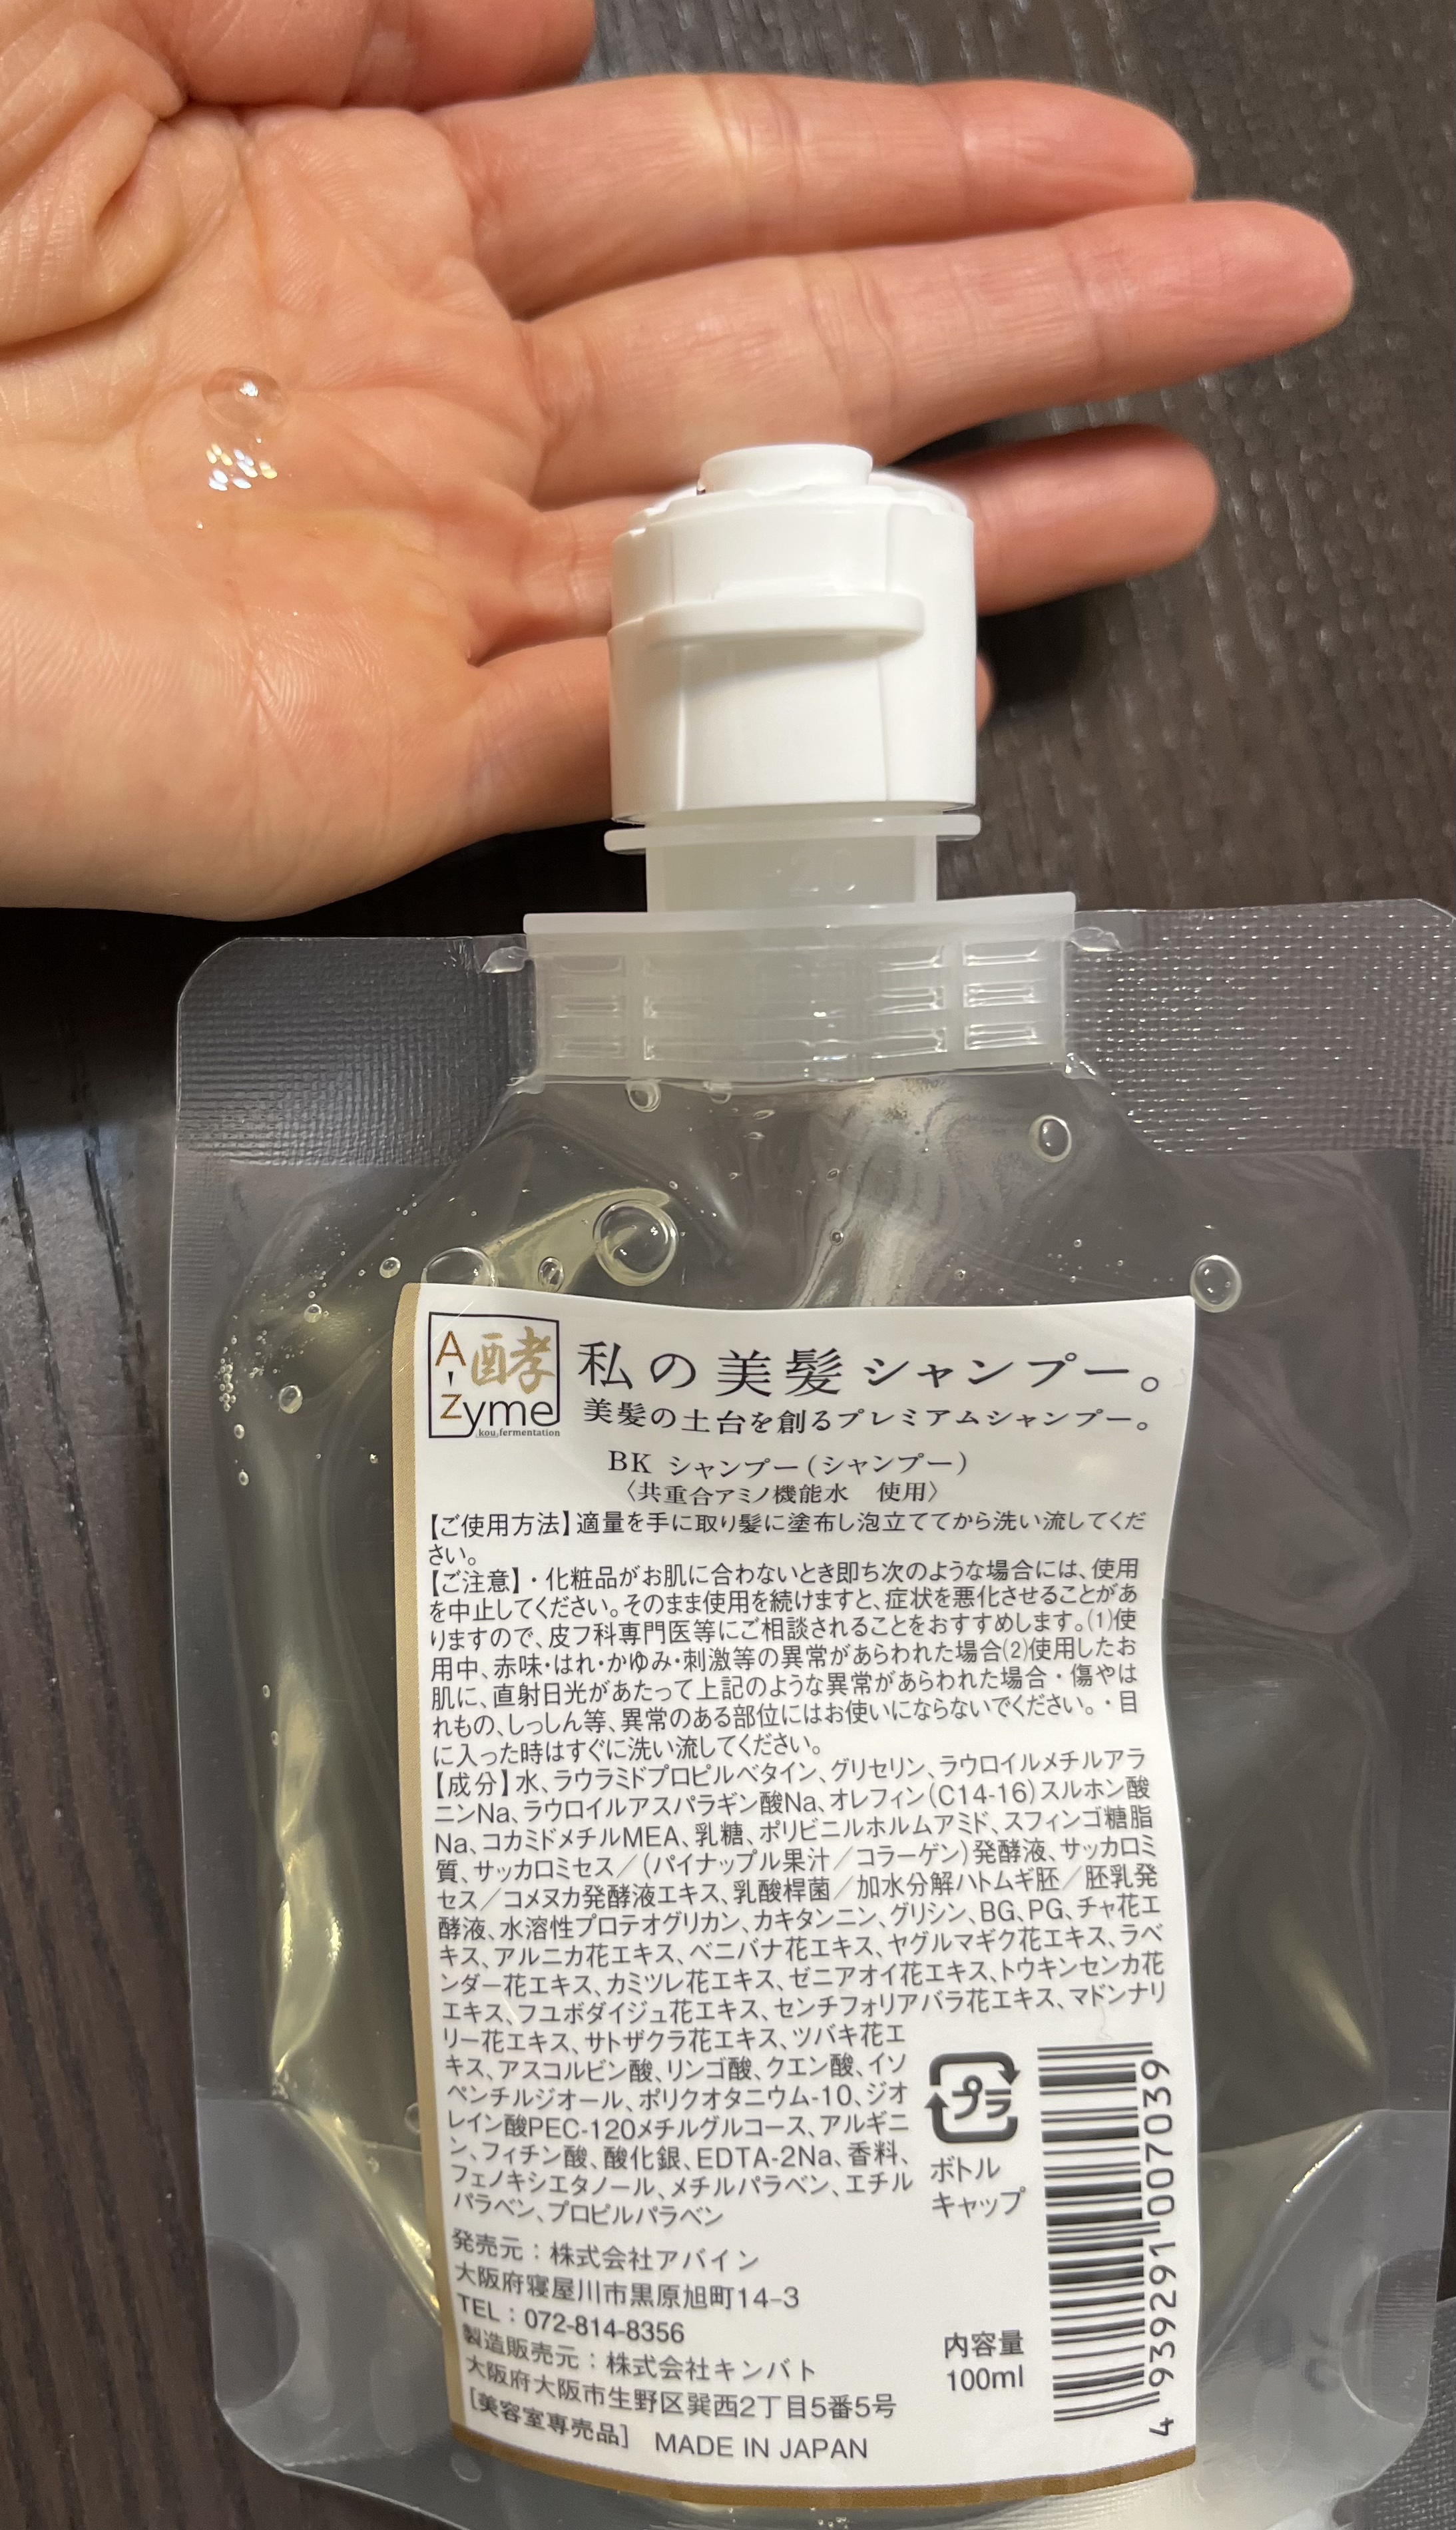 A-Zyme
酵
kou fermentation
私の美髪シャンプー。
美髪の土台を創るプレミアムシャンプー。
BK シャンプー(シャンプー)
〈共重合アミノ機能水 使用〉
【ご使用方法】適量を手に取り髪に塗布し泡立ててから洗い流してくだ
さい。
【ご注意】・化粧品がお肌に合わないとき即ち次のような場合には、使用
を中止してください。そのまま使用を続けますと、症状を悪化させることがあ
りますので、皮フ科専門医等にご相談されることをおすすめします。(1)使
用中、赤味・はれ・かゆみ・刺激等の異常があらわれた場合(2)使用したお
肌に、直射日光があたって上記のような異常があらわれた場合・傷やは
れもの、しっしん等、異常のある部位にはお使いにならないでください。・目
に入った時はすぐに洗い流してください。
【成分】水、ラウラミドプロピルベタイン、グリセリン、ラウロイルメチルアラ
ニンNa、ラウロイルアスパラギン酸Na、オレフィン(C14-16)スルホン酸
Na、コカミドメチルMEA、乳糖、ポリビニルホルムアミド、スフィンゴ糖脂
質、サッカロミセス/(パイナップル果汁/コラーゲン)発酵液、サッカロミ
セス/コメヌカ発酵液エキス、乳酸桿菌/加水分解ハトムギ胚/胚乳発
酵液、水溶性プロテオグリカン、カキタンニン、グリシン、BG、PG、チャ花エ
キス、アルニカ花エキス、ベニバナ花エキス、ヤグルマギク花エキス、ラベ
ンダー花エキス、カミツレ花エキス、ゼニアオイ花エキス、トウキンセンカ花
エキス、フユボダイジュ花エキス、センチフォリアバラ花エキス、マドンナリ
リー花エキス、サトザクラ花エキス、ツバキ花エ
キス、アスコルビン酸、リンゴ酸、クエン酸、イソ
ペンチルジオール、ポリクオタニウム-10、ジオ
レイン酸PEC-120メチルグルコース、アルギニ
ン、フィチン酸、酸化銀、EDTA-2Na、香料、
フェノキシエタノール、メチルパラベン、エチル
パラベン、プロピルパラベン
プラ
ボトル
キャップ
発売元:株式会社アバイン
大阪府寝屋川市黒原旭町14-3
TEL:072-814-8356
製造販売元:株式会社キンバト
大阪府大阪市生野区巽西2丁目5番5号
[美容室専売品] MADE IN JAPAN
内容量
100ml
4 939291 007039